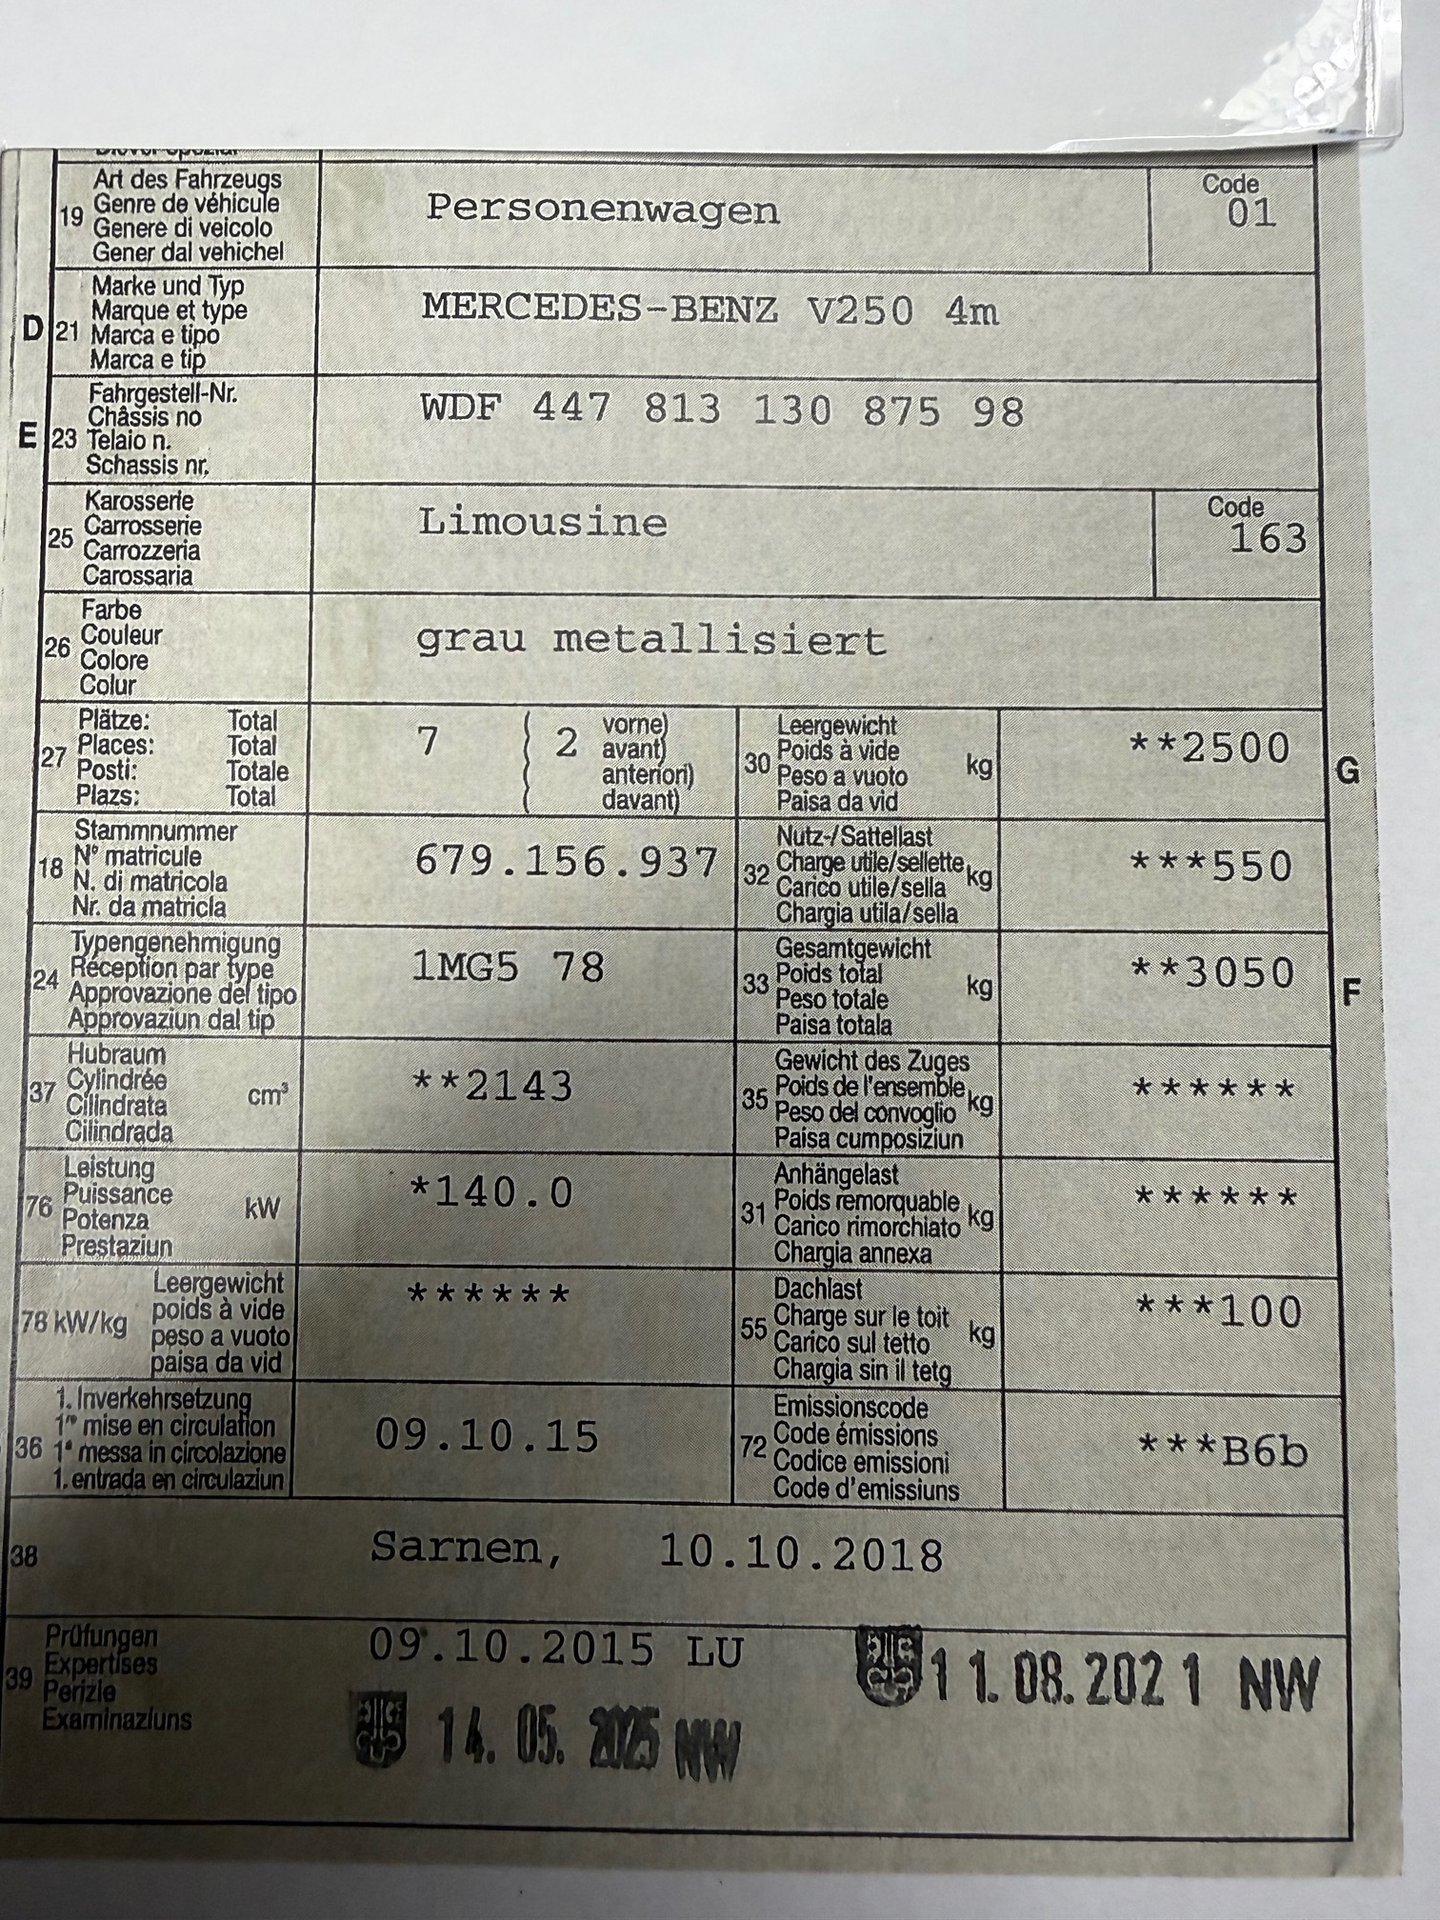 19 Art des Fahrzeugs
Genre de véhicule
Genere di veicolo
Gener dal vehichel
Personenwagen
Code
01
D 21 Marke und Typ
Marque et type
Marca e tipo
Marca e tip
MERCEDES-BENZ V250 4m
E 23 Fahrgestell-Nr.
Châssis no
Telaio n.
Schassis nr.
WDF 447 813 130 875 98
25 Karosserie
Carrosserie
Carrozzeria
Carossaria
Limousine
Code
163
26 Farbe
Couleur
Colore
Colur
grau metallisiert
27 Plätze: Total
Places: Total
Posti: Totale
Plazs: Total
7 ( 2 vorne)
( avant)
( anteriori)
( davant)
30 Leergewicht
Poids à vide kg
Peso a vuoto
Paisa da vid
**2500
G
18 Stammnummer
N° matricule
N. di matricola
Nr. da matricla
679.156.937
32 Nutz-/Sattellast
Charge utile/sellette kg
Carico utile/sella
Chargia utila/sella
***550
24 Typengenehmigung
Réception par type
Approvazione del tipo
Approvaziun dal tip
1MG5 78
33 Gesamtgewicht
Poids total kg
Peso totale
Paisa totala
**3050
F
37 Hubraum
Cylindrée cm³
Cilindrata
Cilindrada
**2143
35 Gewicht des Zuges
Poids de l'ensemble kg
Peso del convoglio
Paisa cumposiziun
******
76 Leistung
Puissance kW
Potenza
Prestaziun
*140.0
31 Anhängelast
Poids remorquable kg
Carico rimorchiato
Chargia annexa
******
78 kW/kg Leergewicht
poids à vide
peso a vuoto
paisa da vid
******
55 Dachlast
Charge sur le toit kg
Carico sul tetto
Chargia sin il tetg
***100
36 1. Inverkehrsetzung
1re mise en circulation
1a messa in circolazione
1. entrada en circulaziun
09.10.15
72 Emissionscode
Code émissions
Codice emissioni
Code d'emissiuns
***B6b
38 Sarnen, 10.10.2018
39 Prüfungen
Expertises
Perizie
Examinaziuns
09.10.2015 LU
11.08.2021 NW
14.05.2025 NW